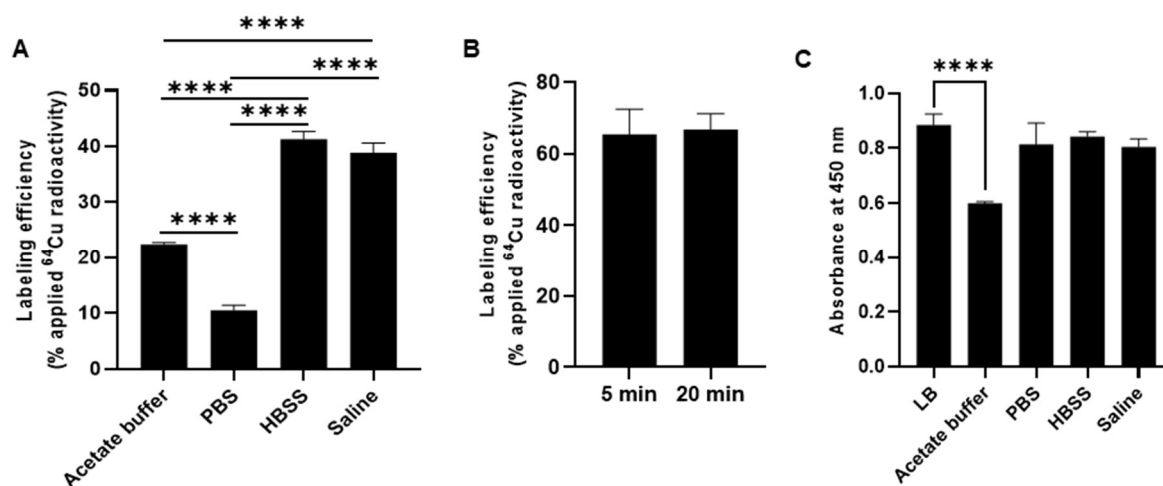 A
Labeling efficiency
(% applied ⁶⁴Cu radioactivity)
50
40
30
20
10
0
****
****
****
****
****
Acetate buffer
PBS
HBSS
Saline
B
Labeling efficiency
(% applied ⁶⁴Cu radioactivity)
80
60
40
20
0
5 min
20 min
C
Absorbance at 450 nm
1.0
0.8
0.6
0.4
0.2
0.0
****
LB
Acetate buffer
PBS
HBSS
Saline